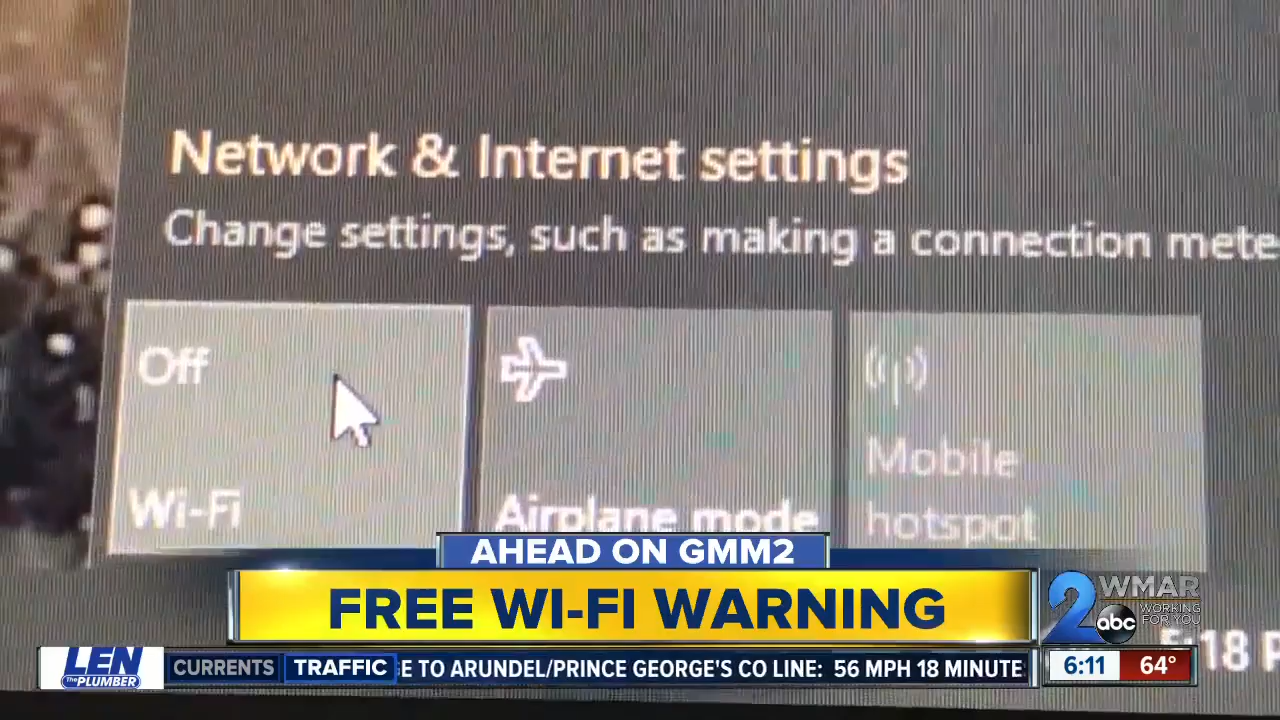 Network & Internet settings
Change settings, such as making a connection mete
Off
Wi-Fi
Airplane mode
Mobile
hotspot
AHEAD ON GMM2
FREE WI-FI WARNING
2 WMAR
abc WORKING
FOR YOU
:18 P
LEN
The PLUMBER
CURRENTS TRAFFIC E TO ARUNDEL/PRINCE GEORGE'S CO LINE: 56 MPH 18 MINUTE
6:11 64°